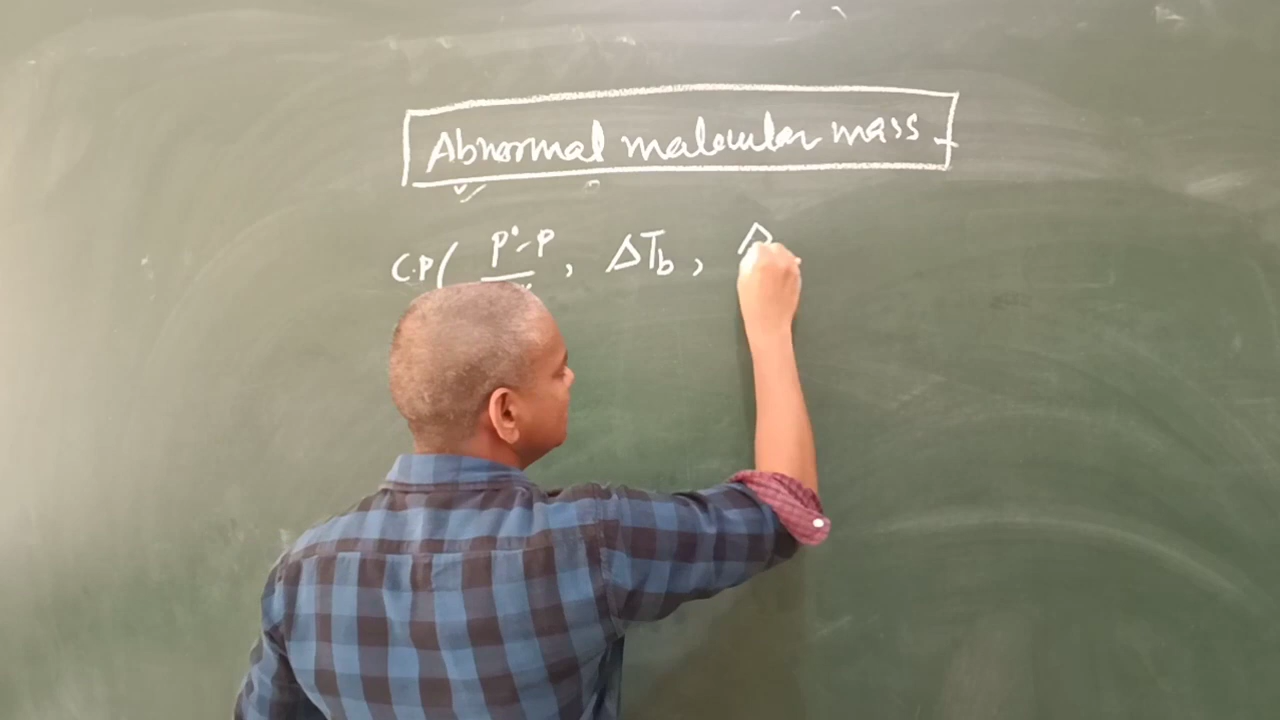 Abnormal molecular mass
C.P ( P° - P , ΔTb , Δ